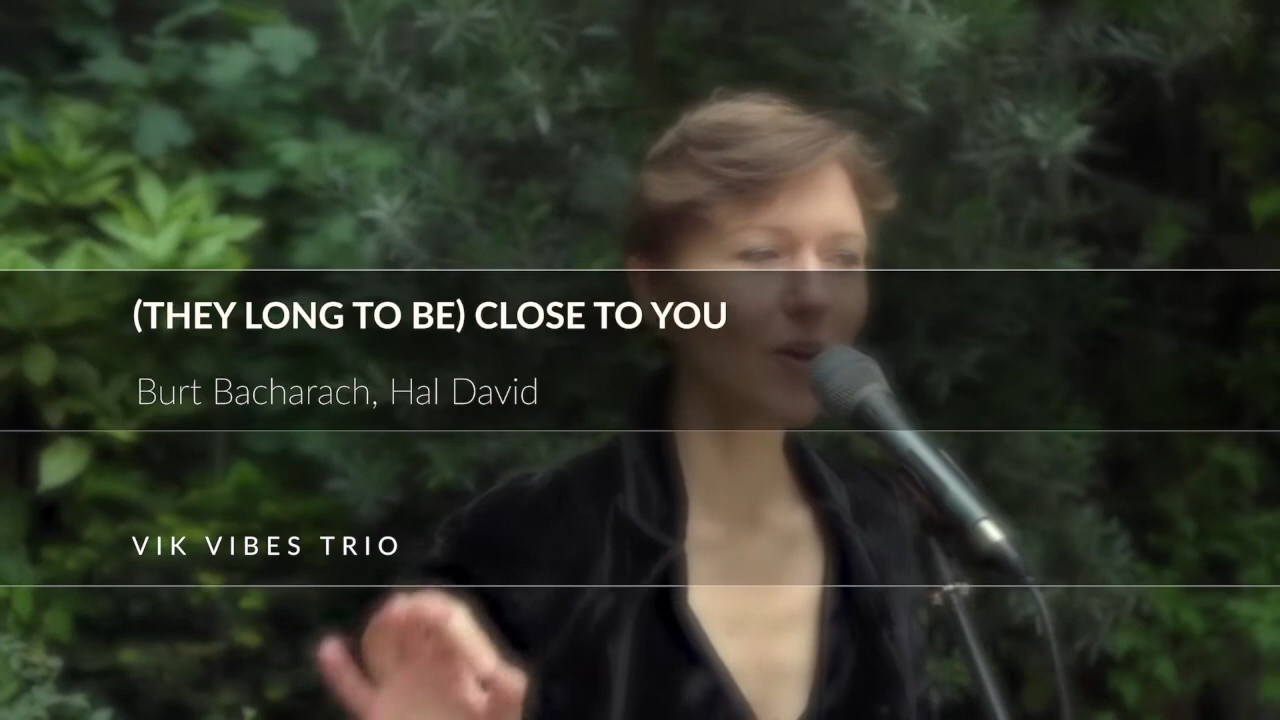 (THEY LONG TO BE) CLOSE TO YOU
Burt Bacharach, Hal David
VIK VIBES TRIO